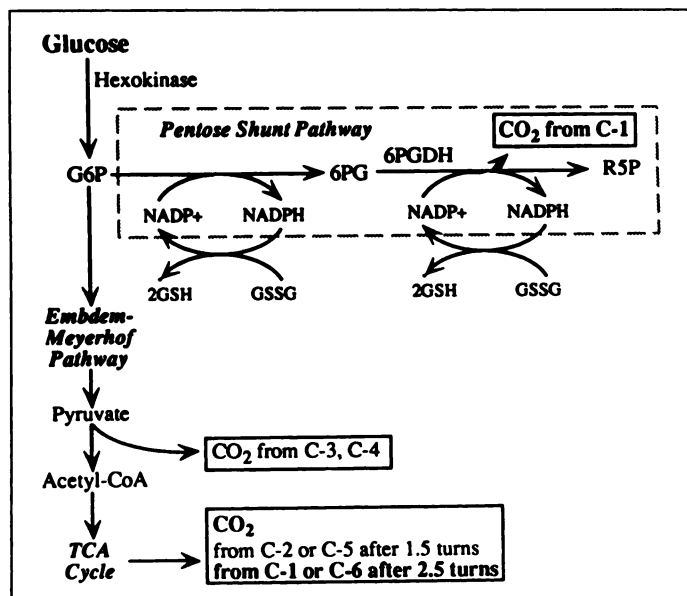 Glucose
Hexokinase
Pentose Shunt Pathway
CO2 from C-1
G6P
6PG
6PGDH
R5P
NADP+
NADPH
NADP+
NADPH
2GSH
GSSG
2GSH
GSSG
Embdem-
Meyerhof
Pathway
Pyruvate
CO2 from C-3, C-4
Acetyl-CoA
TCA
Cycle
CO2
from C-2 or C-5 after 1.5 turns
from C-1 or C-6 after 2.5 turns